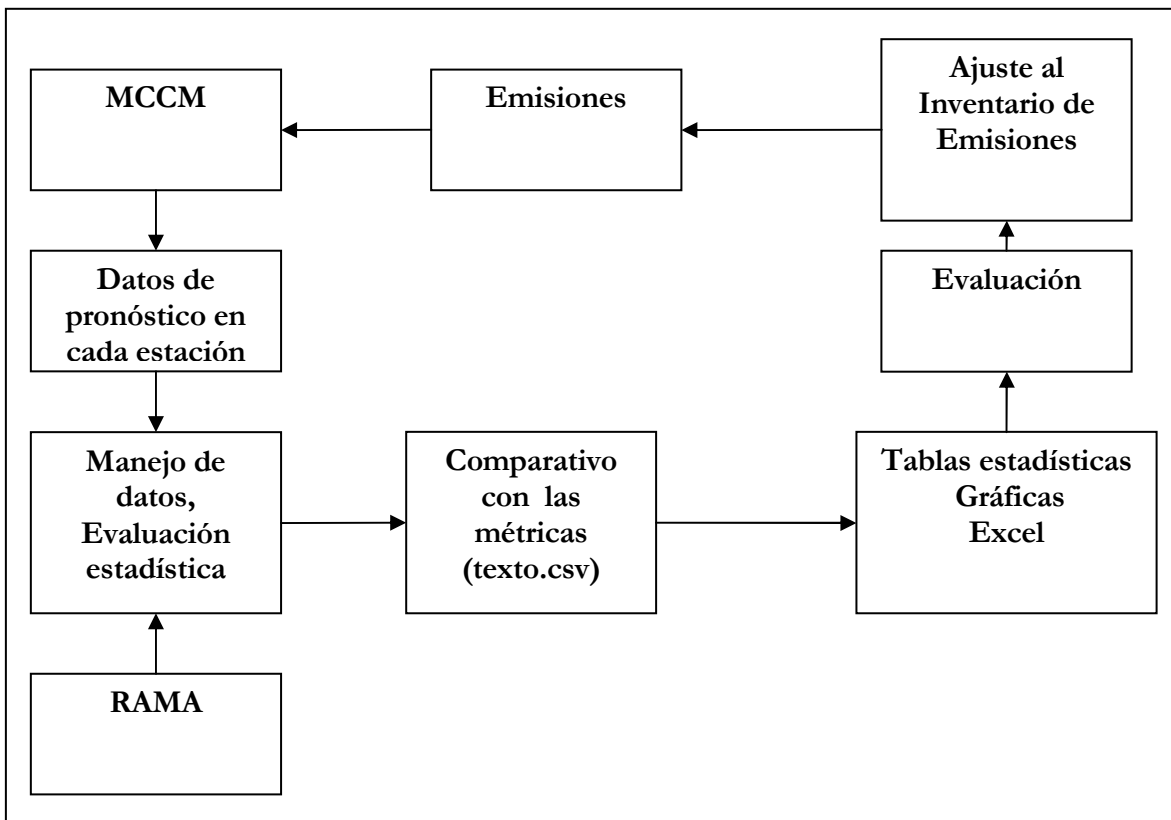 MCCM
Emisiones
Ajuste al
Inventario de
Emisiones
Datos de
pronóstico en
cada estación
Evaluación
Manejo de
datos,
Evaluación
estadística
Comparativo
con las
métricas
(texto.csv)
Tablas estadísticas
Gráficas
Excel
RAMA